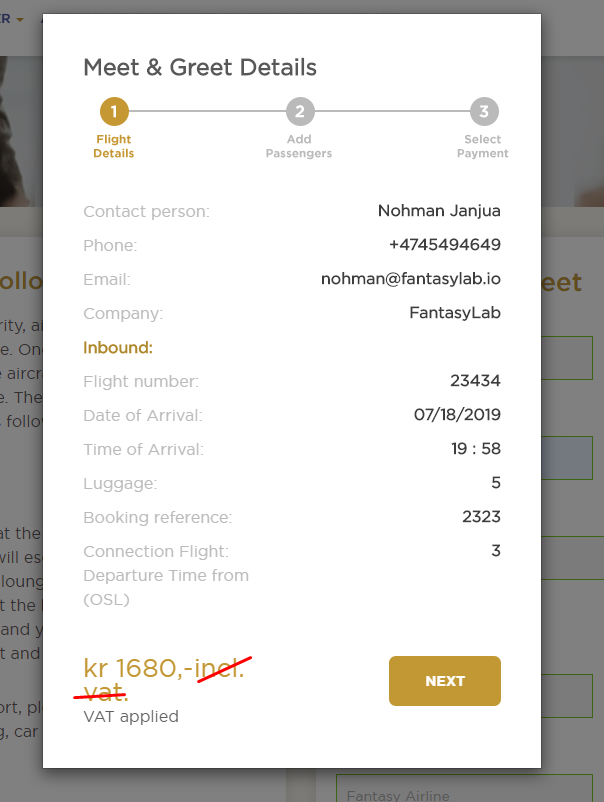 ER
Meet & Greet Details
1
2
3
Flight
Details
Add
Passengers
Select
Payment
Contact person:
Nohman Janjua
Phone:
+4745494649
Email:
nohman@fantasylab.io
Company:
FantasyLab
Inbound:
Flight number:
23434
Date of Arrival:
07/18/2019
Time of Arrival:
19 : 58
Luggage:
5
Booking reference:
2323
Connection Flight:
3
Departure Time from
(OSL)
kr 1680,-incl.
vat.
VAT applied
NEXT
eet
Fantasy Airline